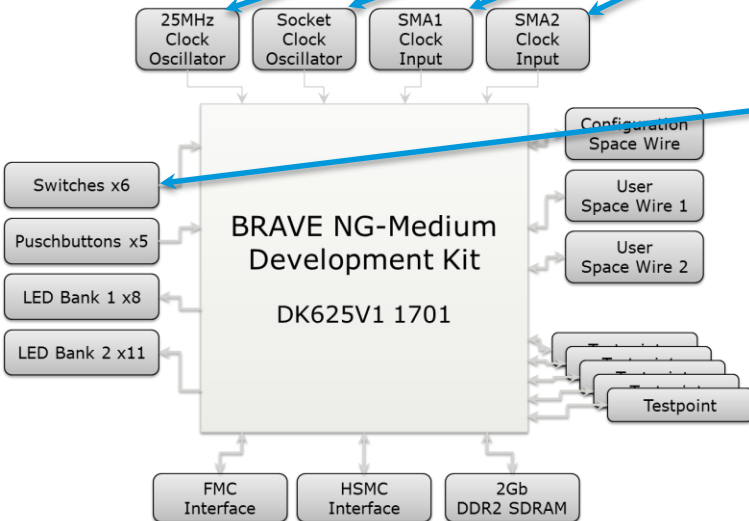 25MHz
Clock
Oscillator
Socket
Clock
Oscillator
SMA1
Clock
Input
SMA2
Clock
Input
Configuration
Space Wire
Switches x6
User
Space Wire 1
Puschbuttons x5
BRAVE NG-Medium
Development Kit
User
Space Wire 2
LED Bank 1 x8
DK625V1 1701
LED Bank 2 x11
Testpoint
FMC
Interface
HSMC
Interface
2Gb
DDR2 SDRAM